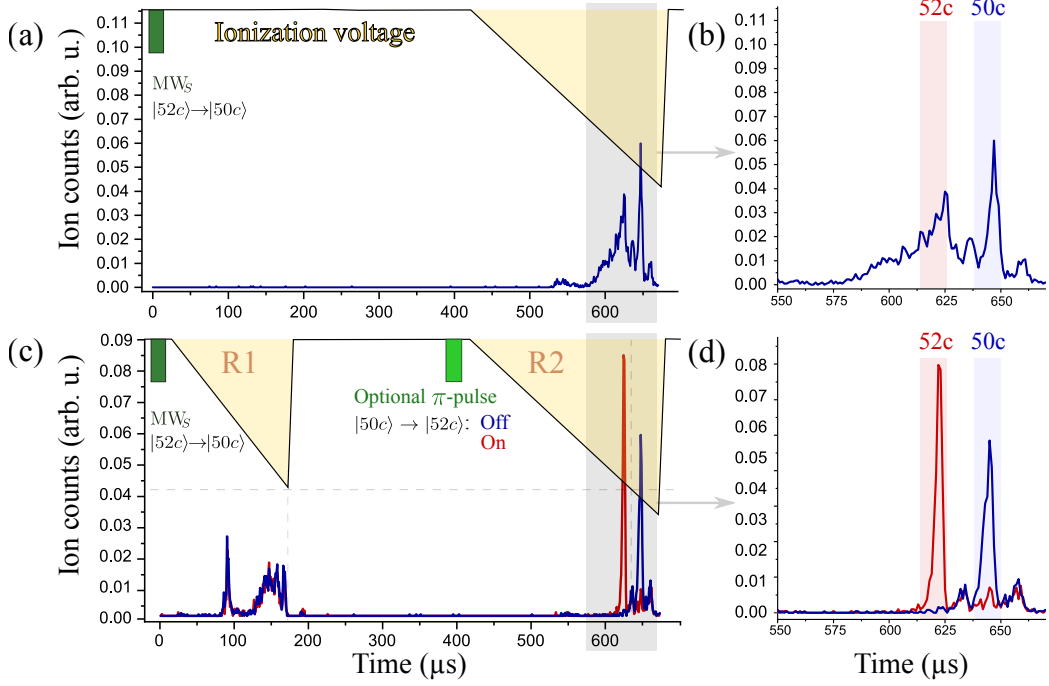 (a)
Ion counts (arb. u.)
0.11
0.10
0.09
0.08
0.07
0.06
0.05
0.04
0.03
0.02
0.01
0.00
Ionization voltage
MWS
|52c⟩→|50c⟩
0 100 200 300 400 500 600
(b)
52c 50c
0.11
0.10
0.09
0.08
0.07
0.06
0.05
0.04
0.03
0.02
0.01
0.00
550 575 600 625 650
(c)
Ion counts (arb. u.)
0.09
0.08
0.07
0.06
0.05
0.04
0.03
0.02
0.01
0.00
R1
R2
MWS
|52c⟩→|50c⟩
Optional π-pulse
|50c⟩ → |52c⟩: Off
On
0 100 200 300 400 500 600
Time (µs)
(d)
52c 50c
0.08
0.07
0.06
0.05
0.04
0.03
0.02
0.01
0.00
550 575 600 625 650
Time (µs)